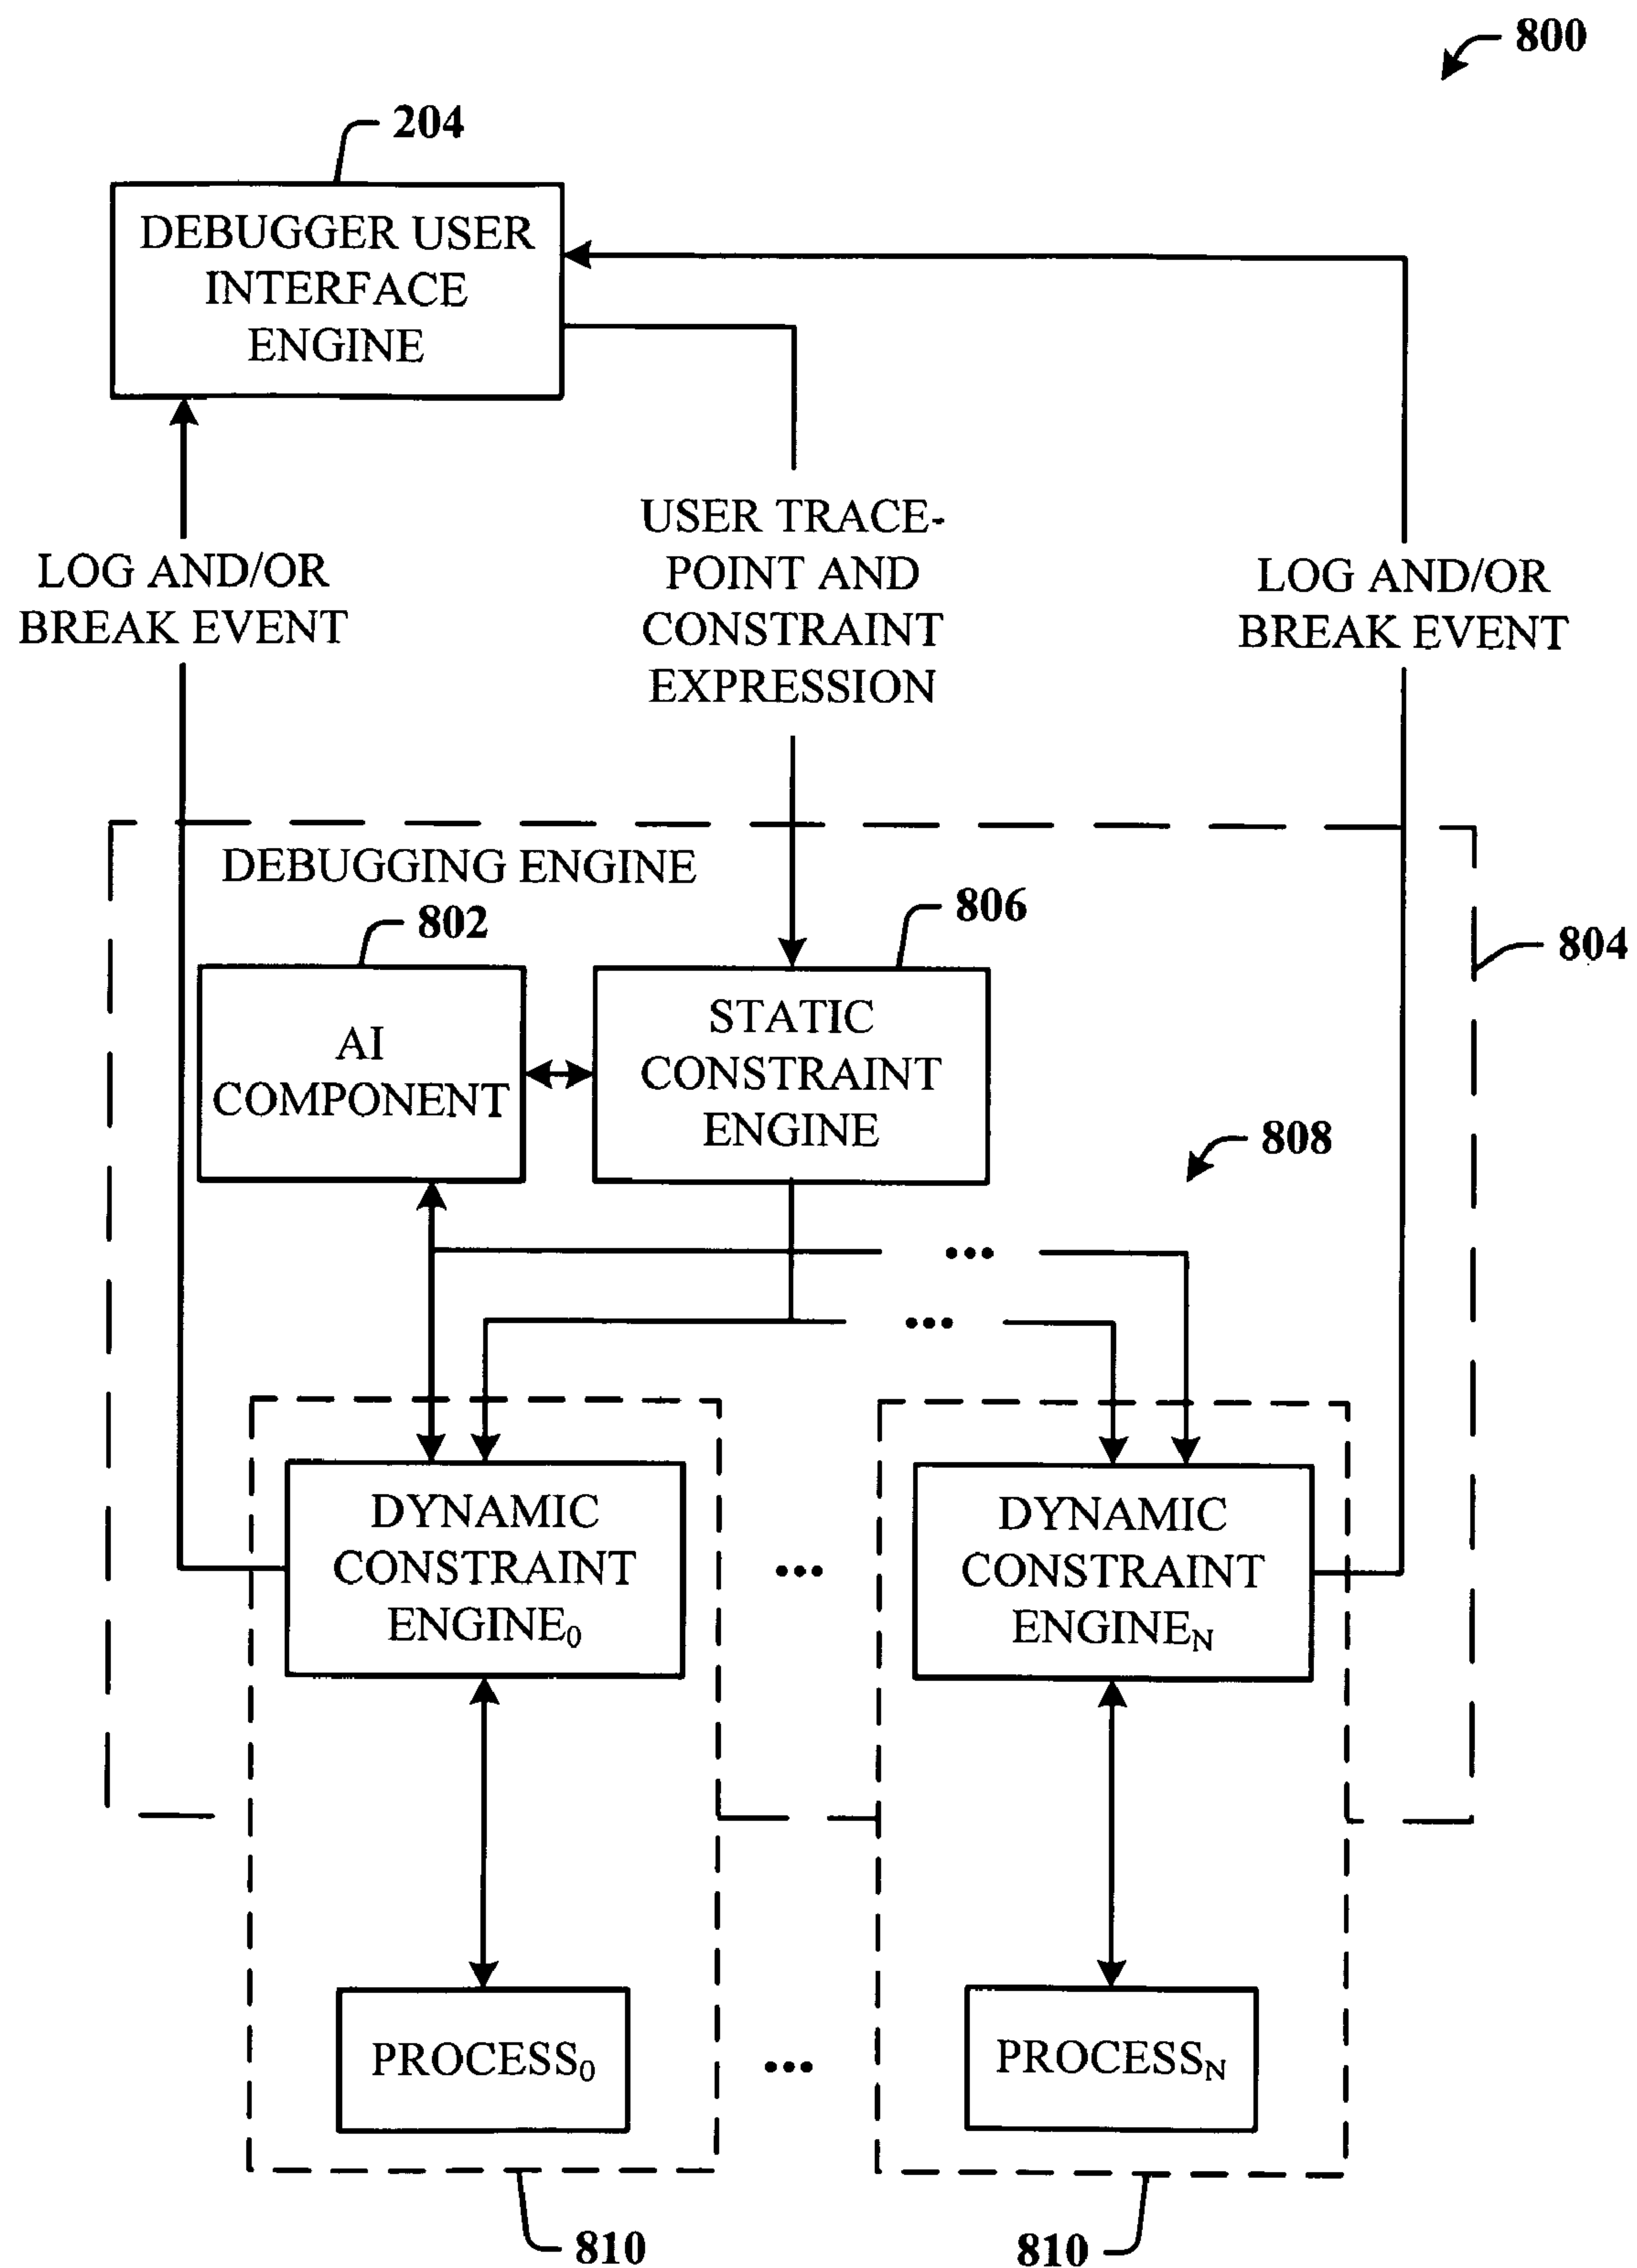 800
204
DEBUGGER USER
INTERFACE
ENGINE
USER TRACE-
POINT AND
CONSTRAINT
EXPRESSION
LOG AND/OR
BREAK EVENT
LOG AND/OR
BREAK EVENT
DEBUGGING ENGINE
802
806
804
AI
COMPONENT
STATIC
CONSTRAINT
ENGINE
808
...
...
DYNAMIC
CONSTRAINT
ENGINE₀
...
DYNAMIC
CONSTRAINT
ENGINE_N
PROCESS₀
...
PROCESS_N
810
810